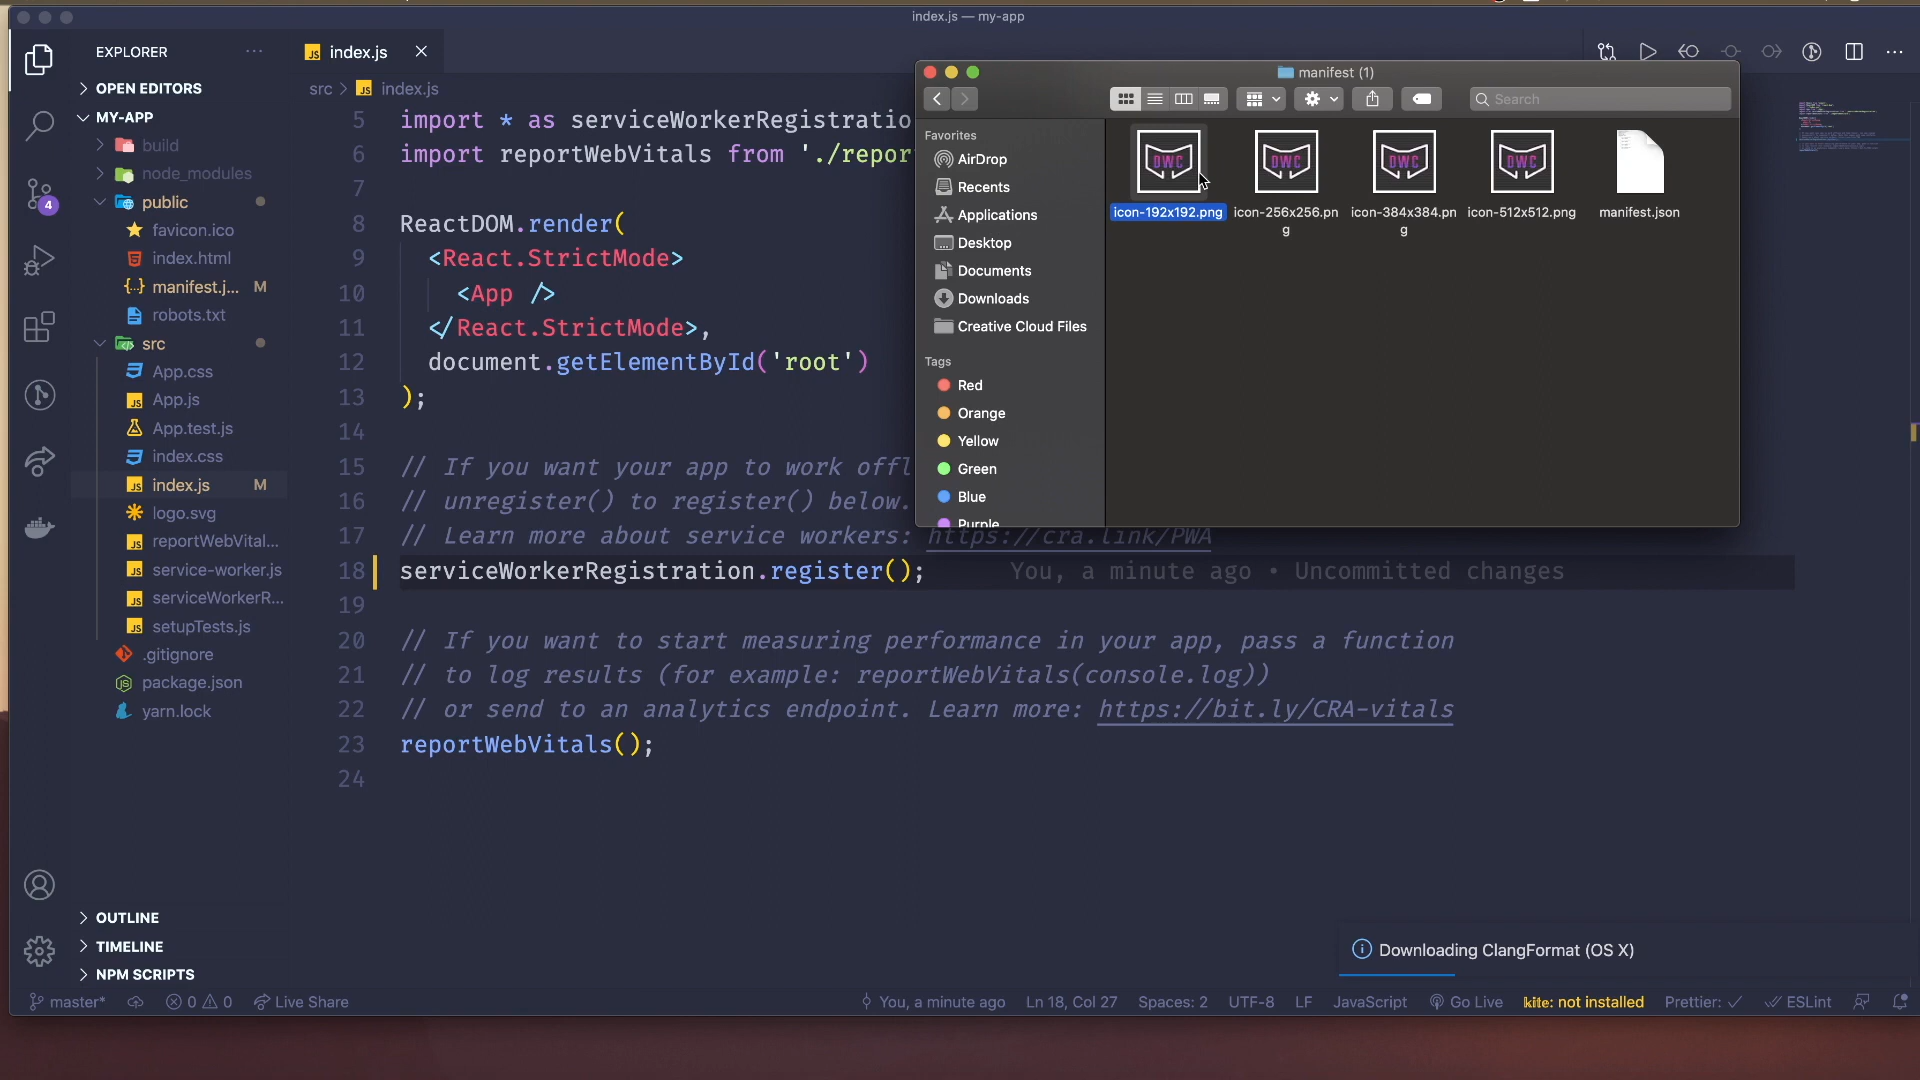 index.js — my-app
EXPLORER
index.js
OPEN EDITORS
MY-APP
build
node_modules
public
favicon.ico
index.html
manifest.j... M
robots.txt
src
App.css
App.js
App.test.js
index.css
index.js M
logo.svg
reportWebVital...
service-worker.js
serviceWorkerR...
setupTests.js
.gitignore
package.json
yarn.lock
OUTLINE
TIMELINE
NPM SCRIPTS
4
src > index.js
5 import * as serviceWorkerRegistratio
6 import reportWebVitals from './repor
7
8 ReactDOM.render(
9 <React.StrictMode>
10 <App />
11 </React.StrictMode>,
12 document.getElementById('root')
13 );
14
15 // If you want your app to work offl
16 // unregister() to register() below.
17 // Learn more about service workers: https://cra.link/PWA
18 serviceWorkerRegistration.register(); You, a minute ago • Uncommitted changes
19
20 // If you want to start measuring performance in your app, pass a function
21 // to log results (for example: reportWebVitals(console.log))
22 // or send to an analytics endpoint. Learn more: https://bit.ly/CRA-vitals
23 reportWebVitals();
24
manifest (1)
Search
Favorites
AirDrop
Recents
Applications
Desktop
Documents
Downloads
Creative Cloud Files
Tags
Red
Orange
Yellow
Green
Blue
Purple
DWC DWC DWC DWC
icon-192x192.png icon-256x256.pn icon-384x384.pn icon-512x512.png manifest.json
g g
Downloading ClangFormat (OS X)
master* 0 0 Live Share You, a minute ago Ln 18, Col 27 Spaces: 2 UTF-8 LF JavaScript Go Live kite: not installed Prettier: ✓ ESLint